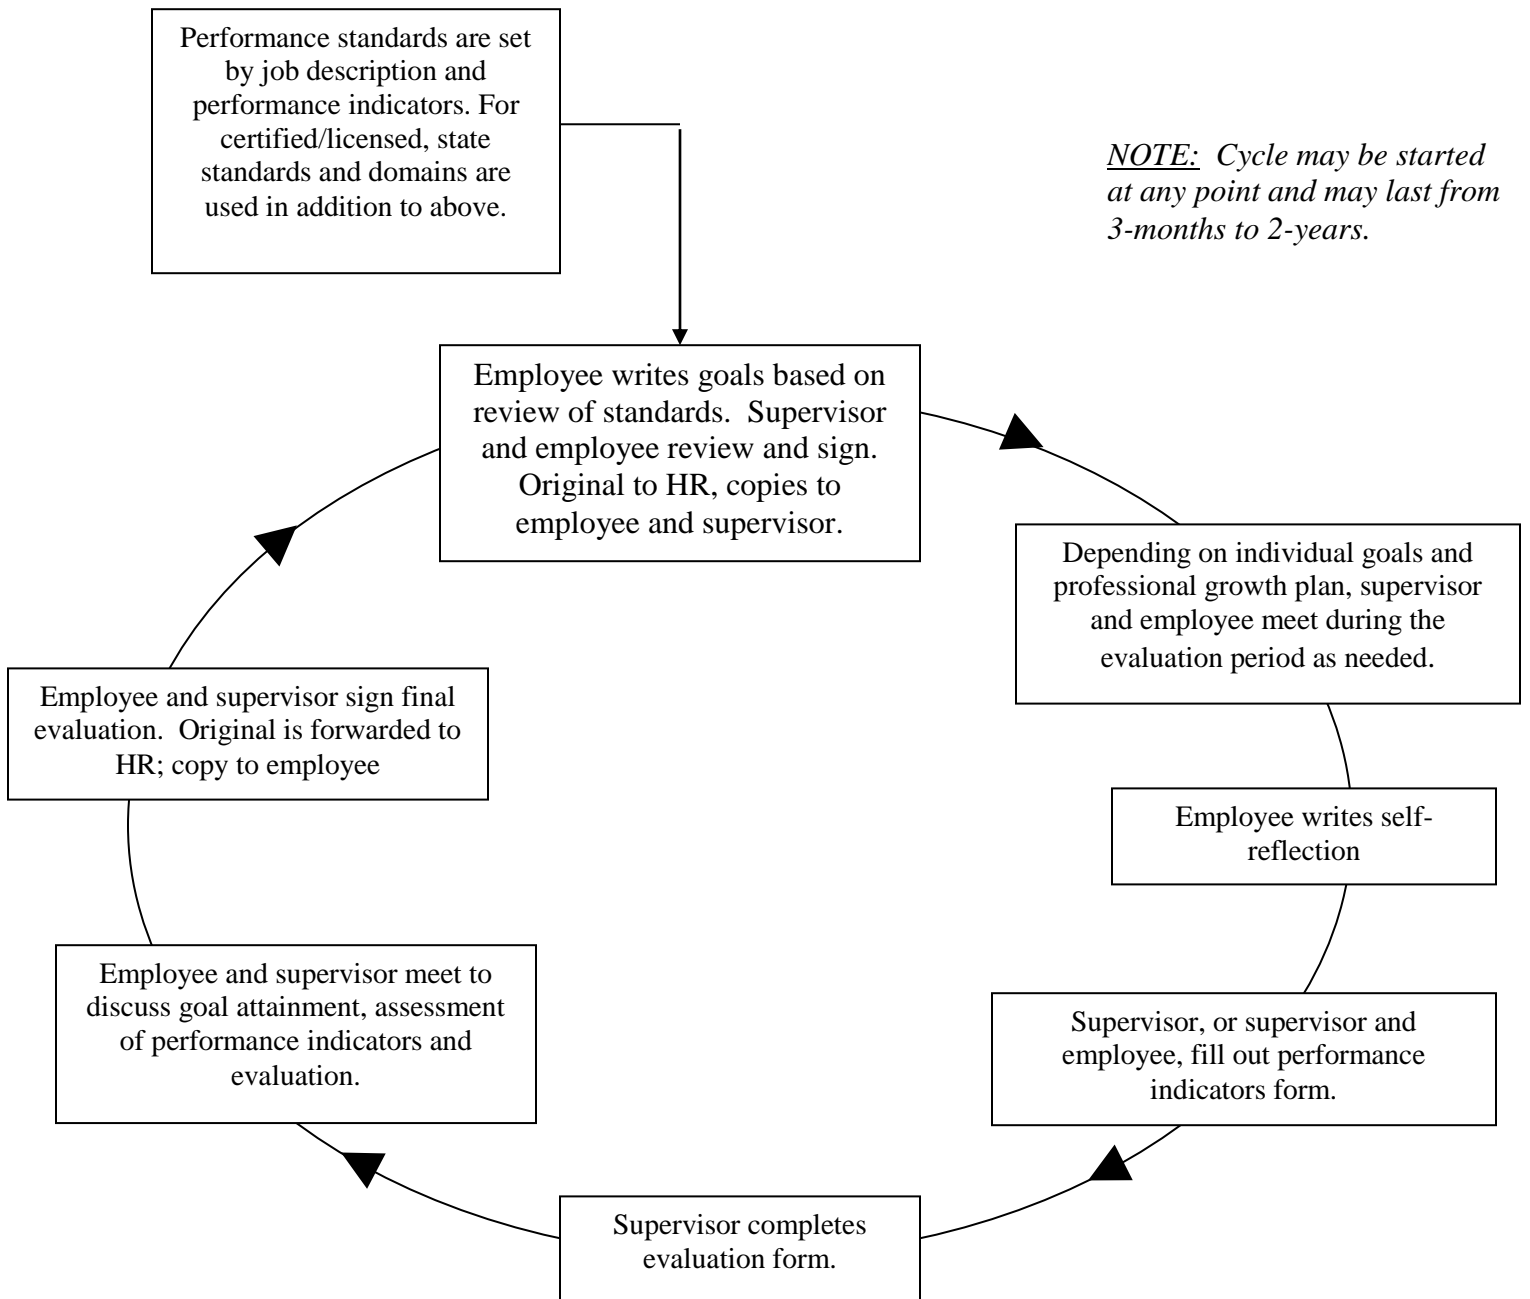 Performance standards are set
by job description and
performance indicators. For
certified/licensed, state
standards and domains are
used in addition to above.
NOTE:  Cycle may be started
at any point and may last from
3-months to 2-years.
Employee writes goals based on
review of standards.  Supervisor
and employee review and sign.
Original to HR, copies to
employee and supervisor.
Depending on individual goals and
professional growth plan, supervisor
and employee meet during the
evaluation period as needed.
Employee writes self-
reflection
Supervisor, or supervisor and
employee, fill out performance
indicators form.
Supervisor completes
evaluation form.
Employee and supervisor meet to
discuss goal attainment, assessment
of performance indicators and
evaluation.
Employee and supervisor sign final
evaluation.  Original is forwarded to
HR; copy to employee